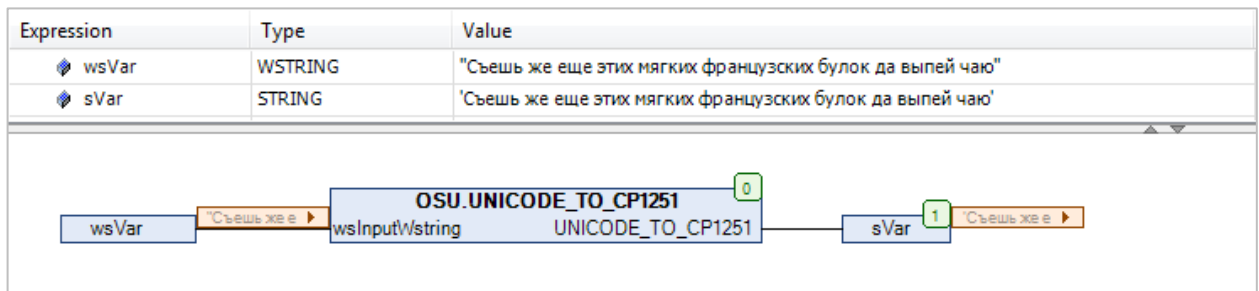 Expression Type Value
wsVar WSTRING "Съешь же еще этих мягких французских булок да выпей чаю"
sVar STRING 'Съешь же еще этих мягких французских булок да выпей чаю'
OSU.UNICODE_TO_CP1251 0
wsVar "Съешь же е wsInputWstring UNICODE_TO_CP1251 sVar 1 'Съешь же е